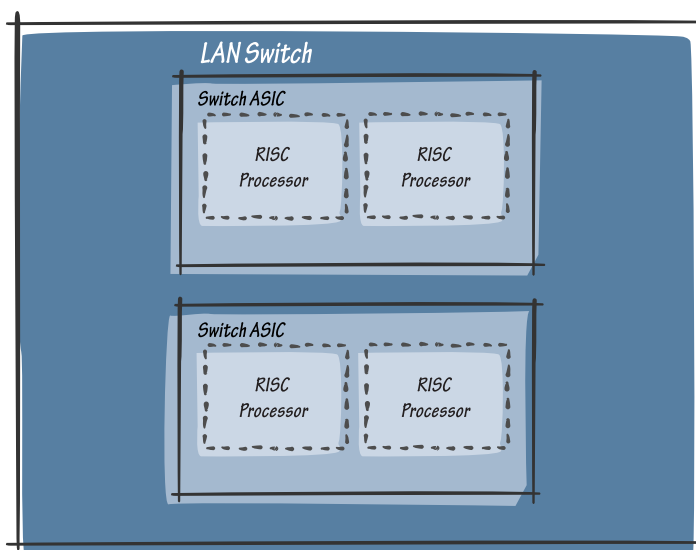 LAN Switch
Switch ASIC
RISC
Processor
RISC
Processor
Switch ASIC
RISC
Processor
RISC
Processor